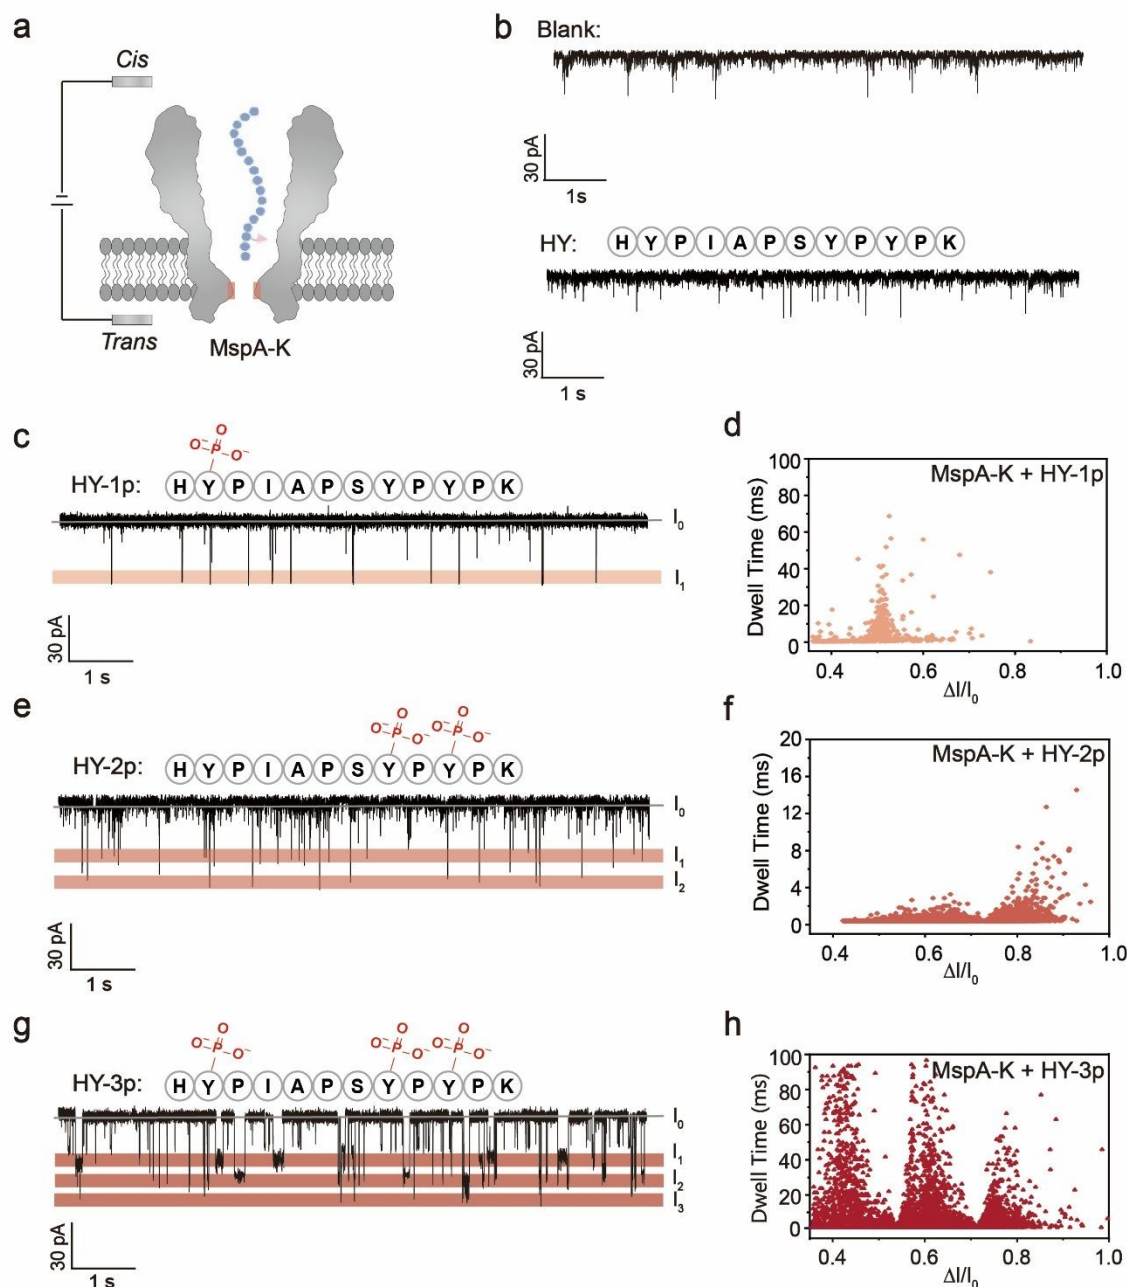 a
Cis
Trans
MspA-K
b
Blank:
30 pA
1s
HY: H Y P I A P S Y P Y P K
30 pA
1 s
c
O O⁻ P O⁻
HY-1p: H Y P I A P S Y P Y P K
I₀
I₁
30 pA
1 s
d
MspA-K + HY-1p
Dwell Time (ms)
100
80
60
40
20
0
0.4 0.6 0.8 1.0
ΔI/I₀
e
O O⁻ P O⁻ O O⁻ P O⁻
HY-2p: H Y P I A P S Y P Y P K
I₀
I₁
I₂
30 pA
1 s
f
MspA-K + HY-2p
Dwell Time (ms)
20
16
12
8
4
0
0.4 0.6 0.8 1.0
ΔI/I₀
g
O O⁻ P O⁻ O O⁻ P O⁻ O O⁻ P O⁻
HY-3p: H Y P I A P S Y P Y P K
I₀
I₁
I₂
I₃
30 pA
1 s
h
MspA-K + HY-3p
Dwell Time (ms)
100
80
60
40
20
0
0.4 0.6 0.8 1.0
ΔI/I₀